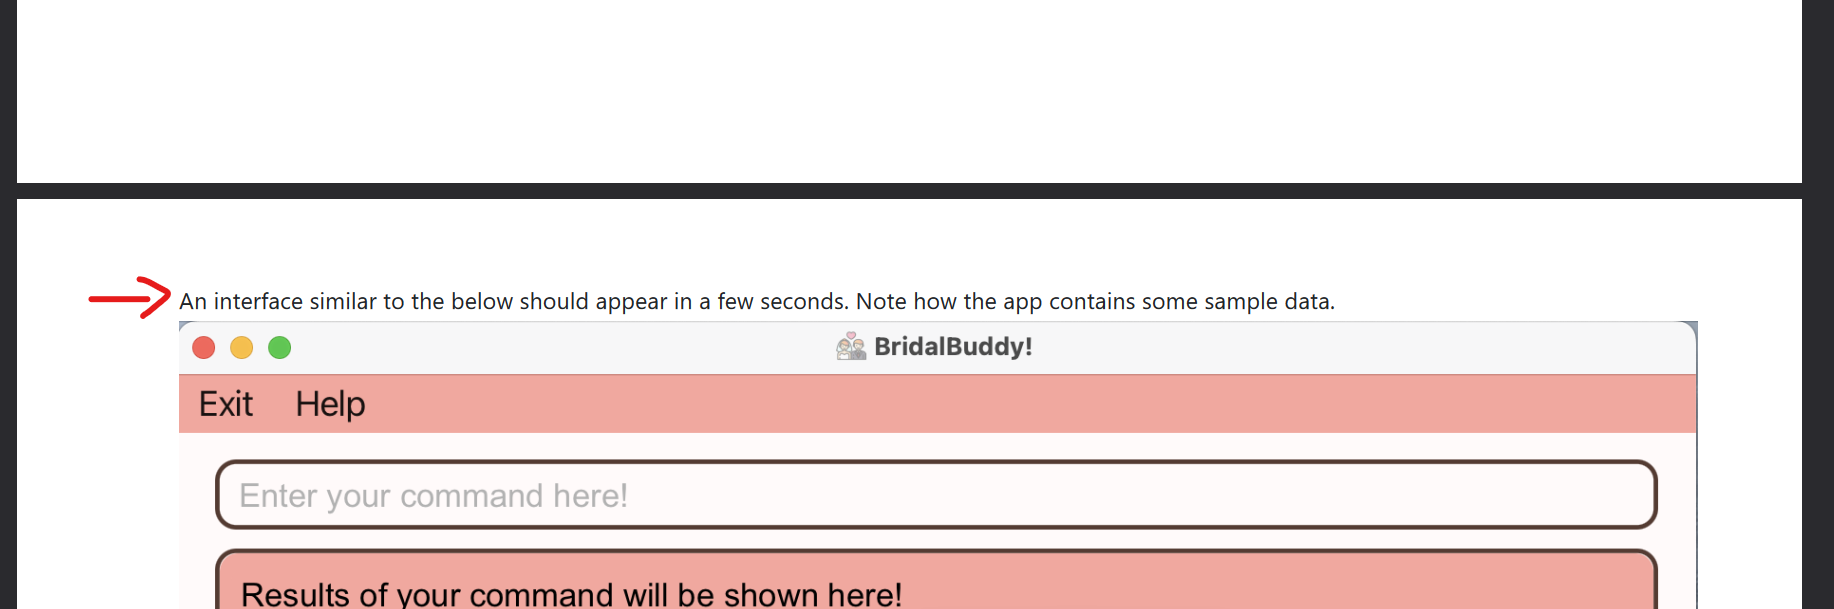 An interface similar to the below should appear in a few seconds. Note how the app contains some sample data.
BridalBuddy!
Exit Help
Enter your command here!
Results of your command will be shown here!